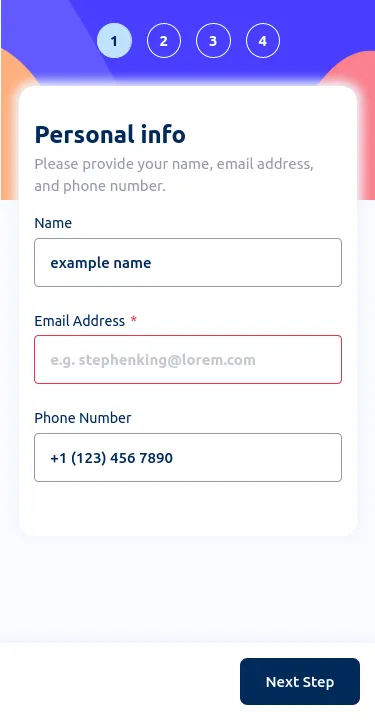 1 2 3 4
Personal info
Please provide your name, email address,
and phone number.
Name
example name
Email Address *
e.g. stephenking@lorem.com
Phone Number
+1 (123) 456 7890
Next Step